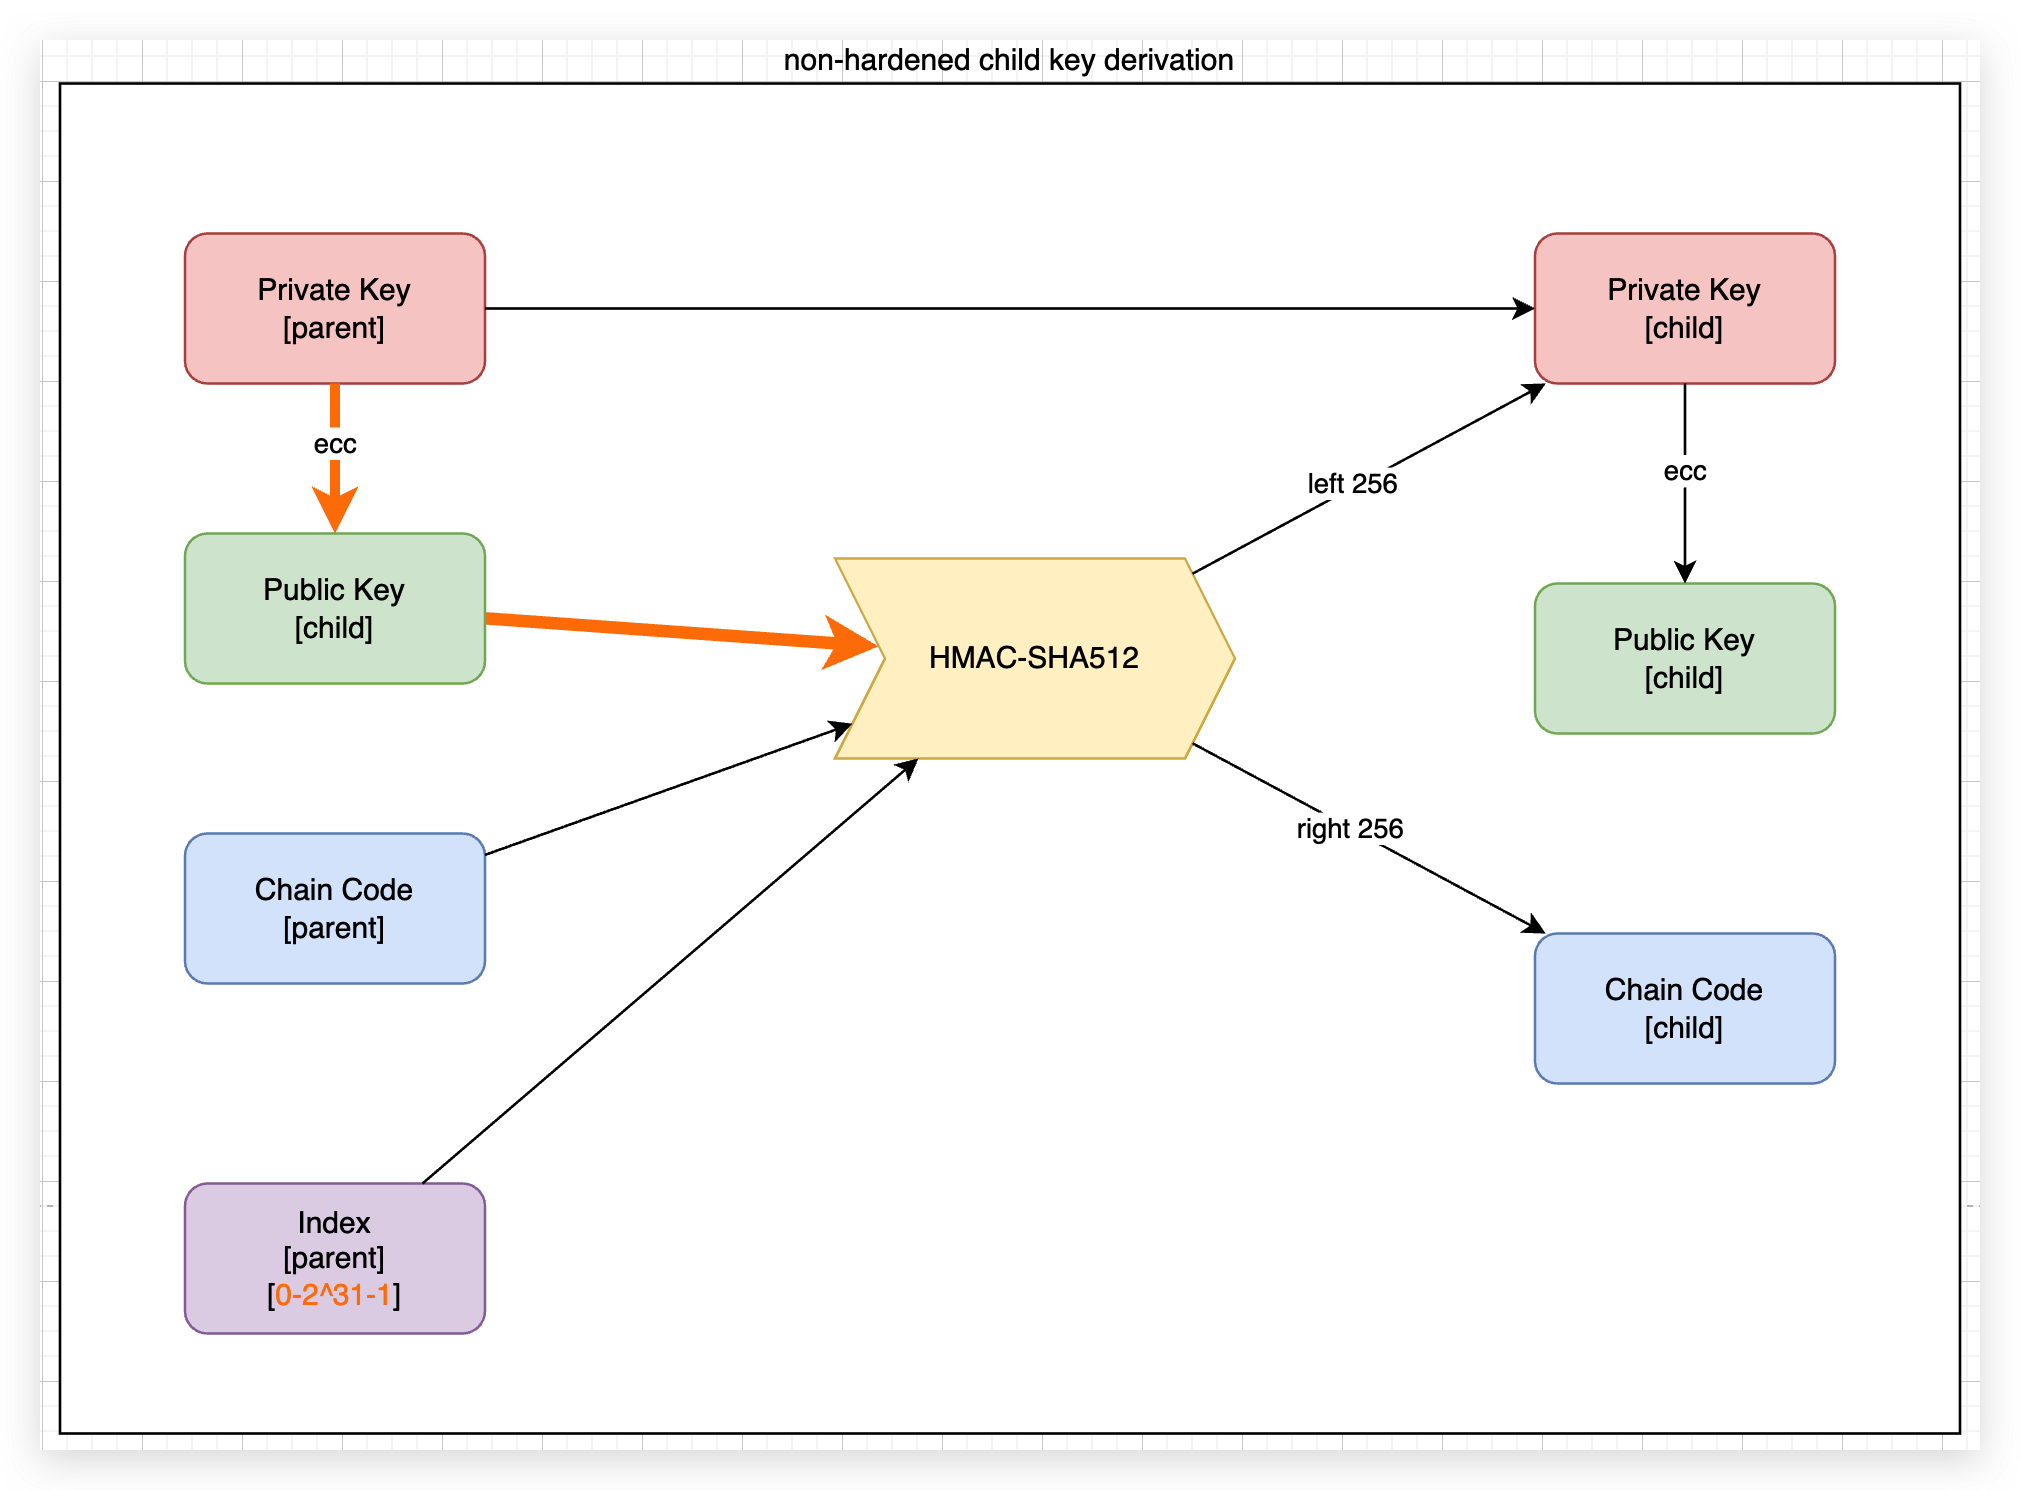 non-hardened child key derivation
Private Key
[parent]
Private Key
[child]
ecc
ecc
left 256
Public Key
[child]
HMAC-SHA512
Public Key
[child]
right 256
Chain Code
[parent]
Chain Code
[child]
Index
[parent]
[0-2^31-1]